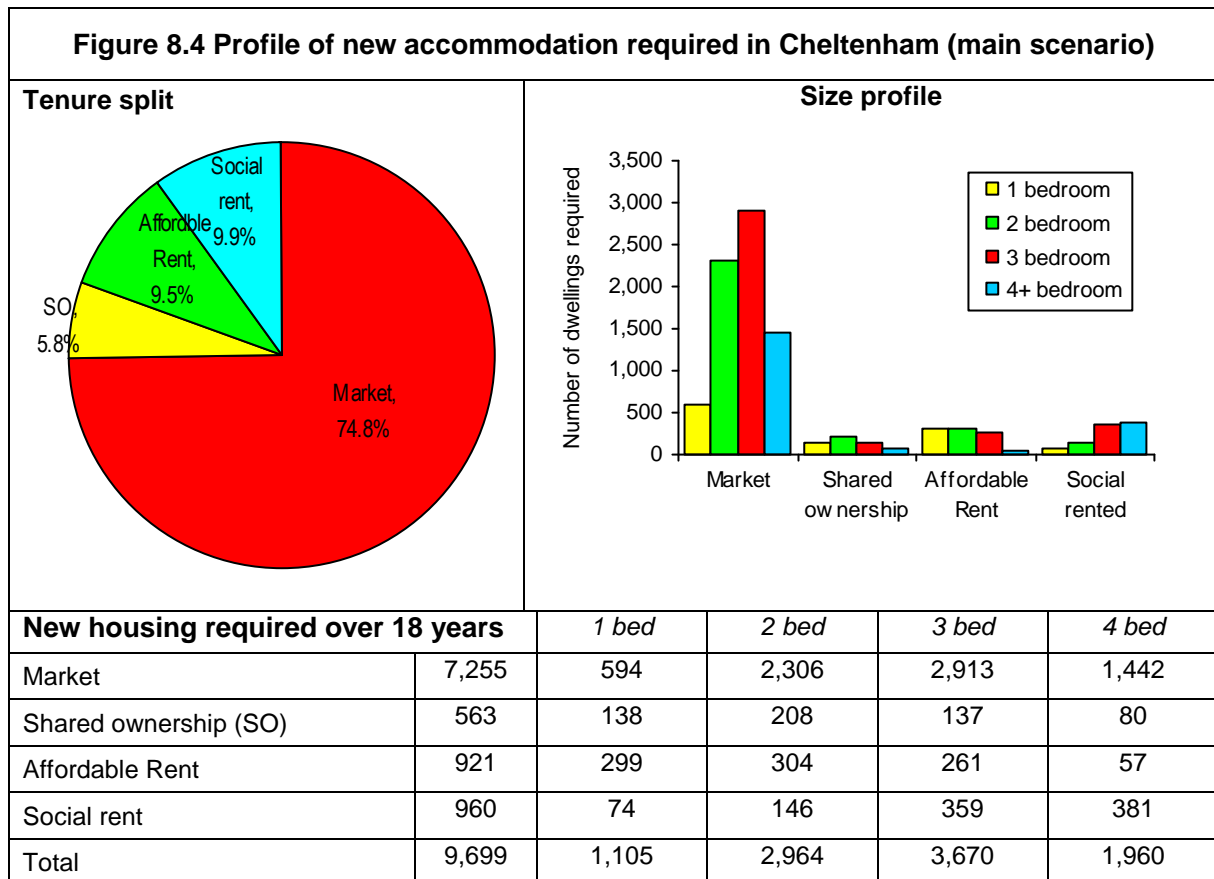 Figure 8.4 Profile of new accommodation required in Cheltenham (main scenario)
Tenure split
Social
rent,
9.9%
Affordble
Rent,
9.5%
SO,
5.8%
Market,
74.8%
Size profile
Number of dwellings required
3,500
3,000
2,500
2,000
1,500
1,000
500
0
1 bedroom
2 bedroom
3 bedroom
4+ bedroom
Market
Shared
ow nership
Affordable
Rent
Social
rented
New housing required over 18 years 1 bed 2 bed 3 bed 4 bed
Market 7,255 594 2,306 2,913 1,442
Shared ownership (SO) 563 138 208 137 80
Affordable Rent 921 299 304 261 57
Social rent 960 74 146 359 381
Total 9,699 1,105 2,964 3,670 1,960